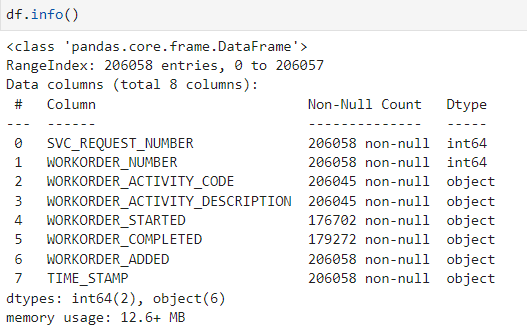 df.info()
<class 'pandas.core.frame.DataFrame'>
RangeIndex: 206058 entries, 0 to 206057
Data columns (total 8 columns):
 #   Column                         Non-Null Count   Dtype
---  ------                         --------------   -----
 0   SVC_REQUEST_NUMBER             206058 non-null  int64
 1   WORKORDER_NUMBER               206058 non-null  int64
 2   WORKORDER_ACTIVITY_CODE        206045 non-null  object
 3   WORKORDER_ACTIVITY_DESCRIPTION 206045 non-null  object
 4   WORKORDER_STARTED              176702 non-null  object
 5   WORKORDER_COMPLETED            179272 non-null  object
 6   WORKORDER_ADDED                206058 non-null  object
 7   TIME_STAMP                     206058 non-null  object
dtypes: int64(2), object(6)
memory usage: 12.6+ MB